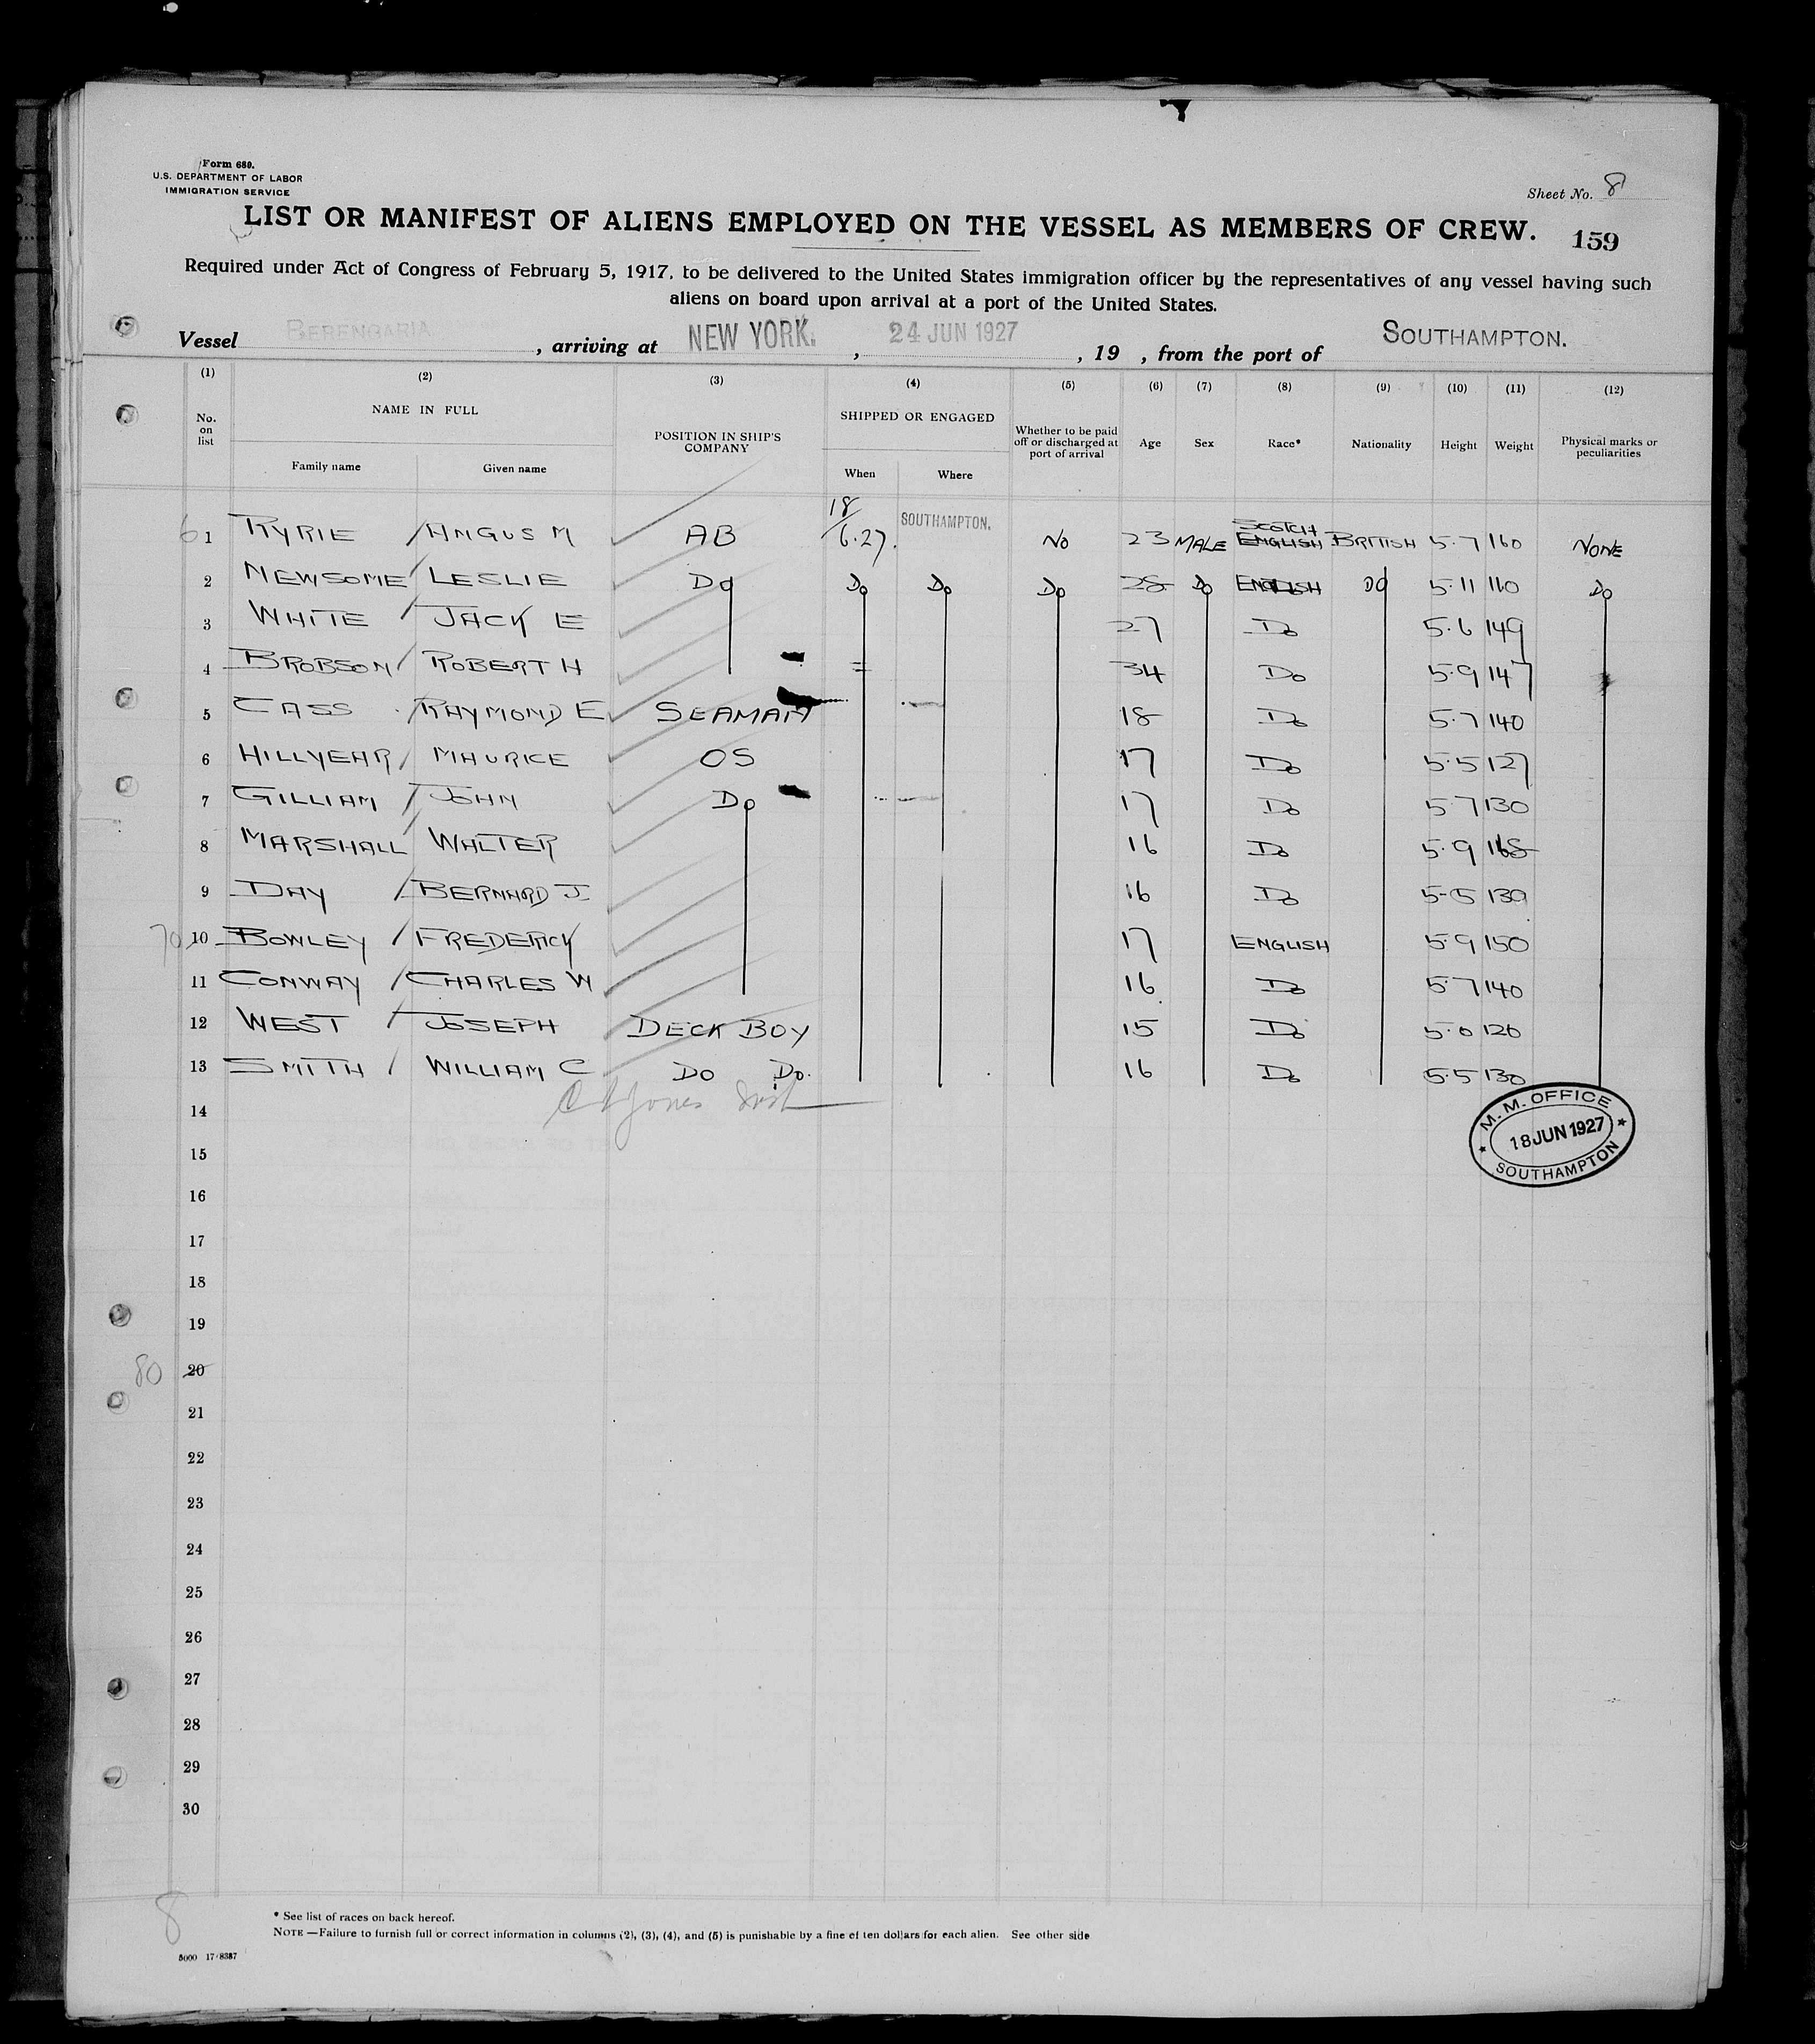 Form 689.
U.S. DEPARTMENT OF LABOR
IMMIGRATION SERVICE
Sheet No. 8
LIST OR MANIFEST OF ALIENS EMPLOYED ON THE VESSEL AS MEMBERS OF CREW. 159
Required under Act of Congress of February 5, 1917, to be delivered to the United States immigration officer by the representatives of any vessel having such
aliens on board upon arrival at a port of the United States.
Vessel BERENGARIA, arriving at NEW YORK. , 24 JUN 1927, 19 , from the port of SOUTHAMPTON.
(1) (2) (3) (4) (5) (6) (7) (8) (9) (10) (11) (12)
No. on list NAME IN FULL POSITION IN SHIP'S COMPANY SHIPPED OR ENGAGED Whether to be paid off or discharged at port of arrival Age Sex Race* Nationality Height Weight Physical marks or peculiarities
Family name Given name When Where
6 1 RYRIE / ANGUS M AB 18/6.27. SOUTHAMPTON. NO 23 MALE SCOTCH ENGLISH BRITISH 5.7 160 NONE
2 NEWSOME / LESLIE DO DO DO DO 28 DO ENGLISH DO 5.11 160 DO
3 WHITE / JACK E 27 DO 5.6 149
4 BROBSON / ROBERT H 34 DO 5.9 147
5 CASS RAYMOND E SEAMAN 18 DO 5.7 140
6 HILLYEAR / MAURICE OS 17 DO 5.5 127
7 GILLIAM / JOHN DO 17 DO 5.7 130
8 MARSHALL / WALTER 16 DO 5.9 168
9 DAY / BERNARD J 16 DO 5-5 130
70 10 BOWLEY / FREDERICK 17 ENGLISH 5.9 150
11 CONWAY / CHARLES W 16 DO 5.7 140
12 WEST / JOSEPH DECK BOY 15 DO 5.0 120
13 SMITH / WILLIAM C DO DO. 16 DO 5.5 130
14 Jones
M. M. OFFICE
18 JUN 1927
SOUTHAMPTON
15
16
17
18
19
80 20
21
22
23
24
25
26
27
28
29
30
8
* See list of races on back hereof.
NOTE—Failure to furnish full or correct information in columns (2), (3), (4), and (5) is punishable by a fine of ten dollars for each alien. See other side
5000 17-8387